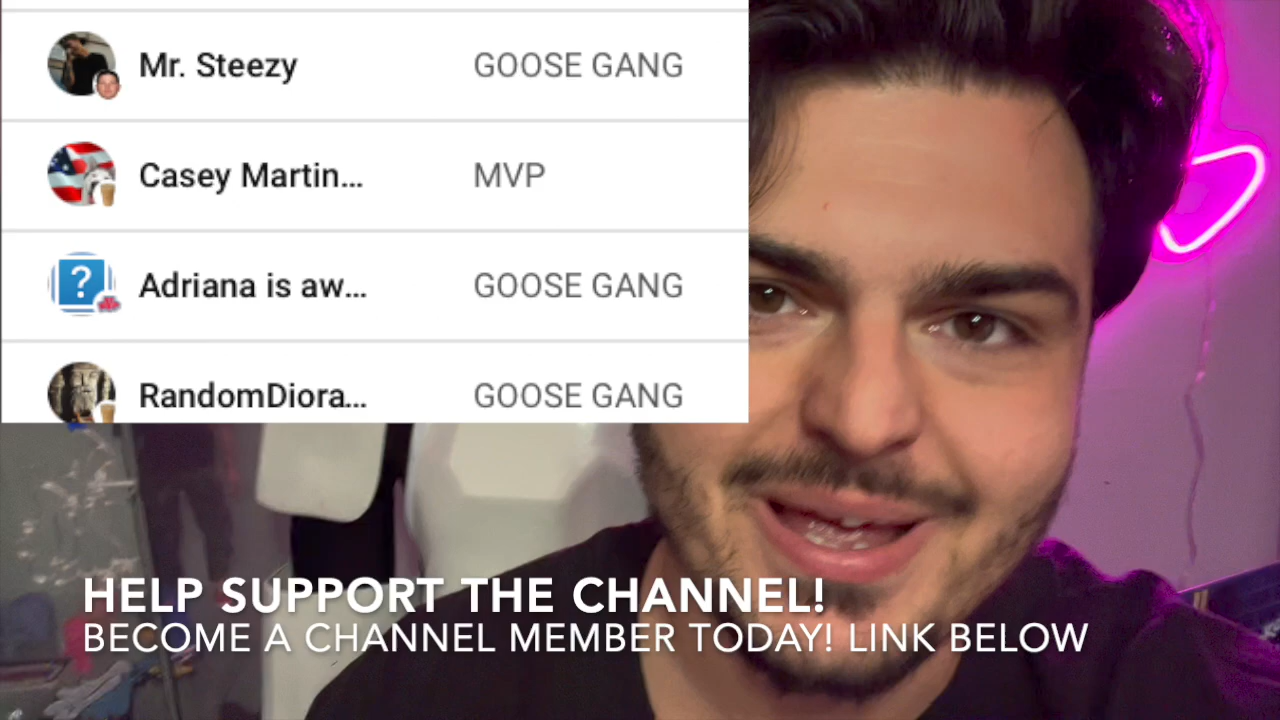 Mr. Steezy GOOSE GANG
Casey Martin... MVP
?
Adriana is aw... GOOSE GANG
RandomDiora... GOOSE GANG
HELP SUPPORT THE CHANNEL!
BECOME A CHANNEL MEMBER TODAY! LINK BELOW